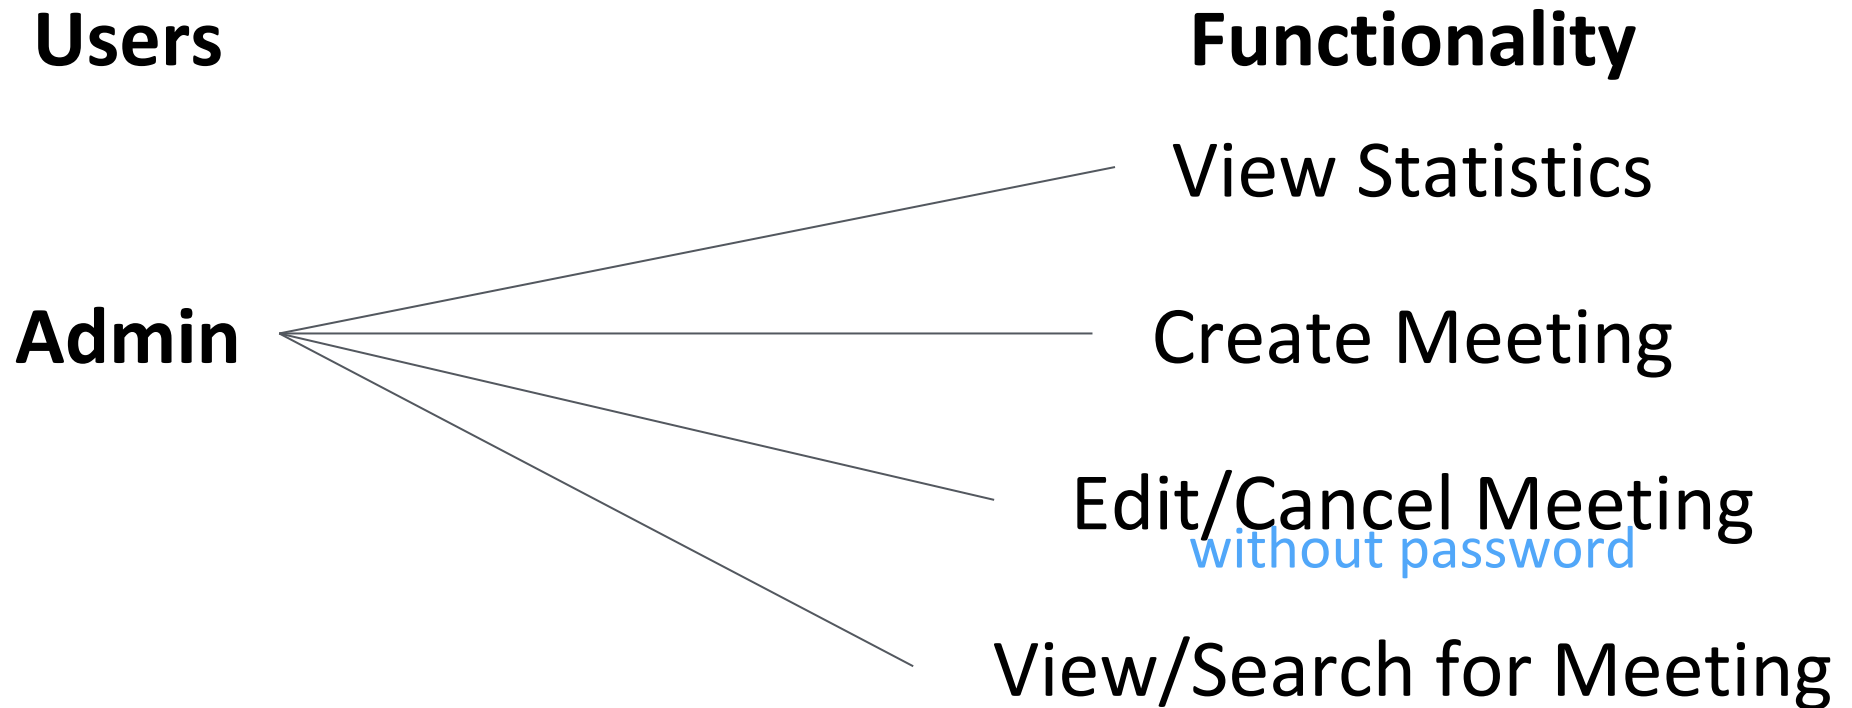 Users
Functionality
View Statistics
Admin
Create Meeting
Edit/Cancel Meeting
without password
View/Search for Meeting